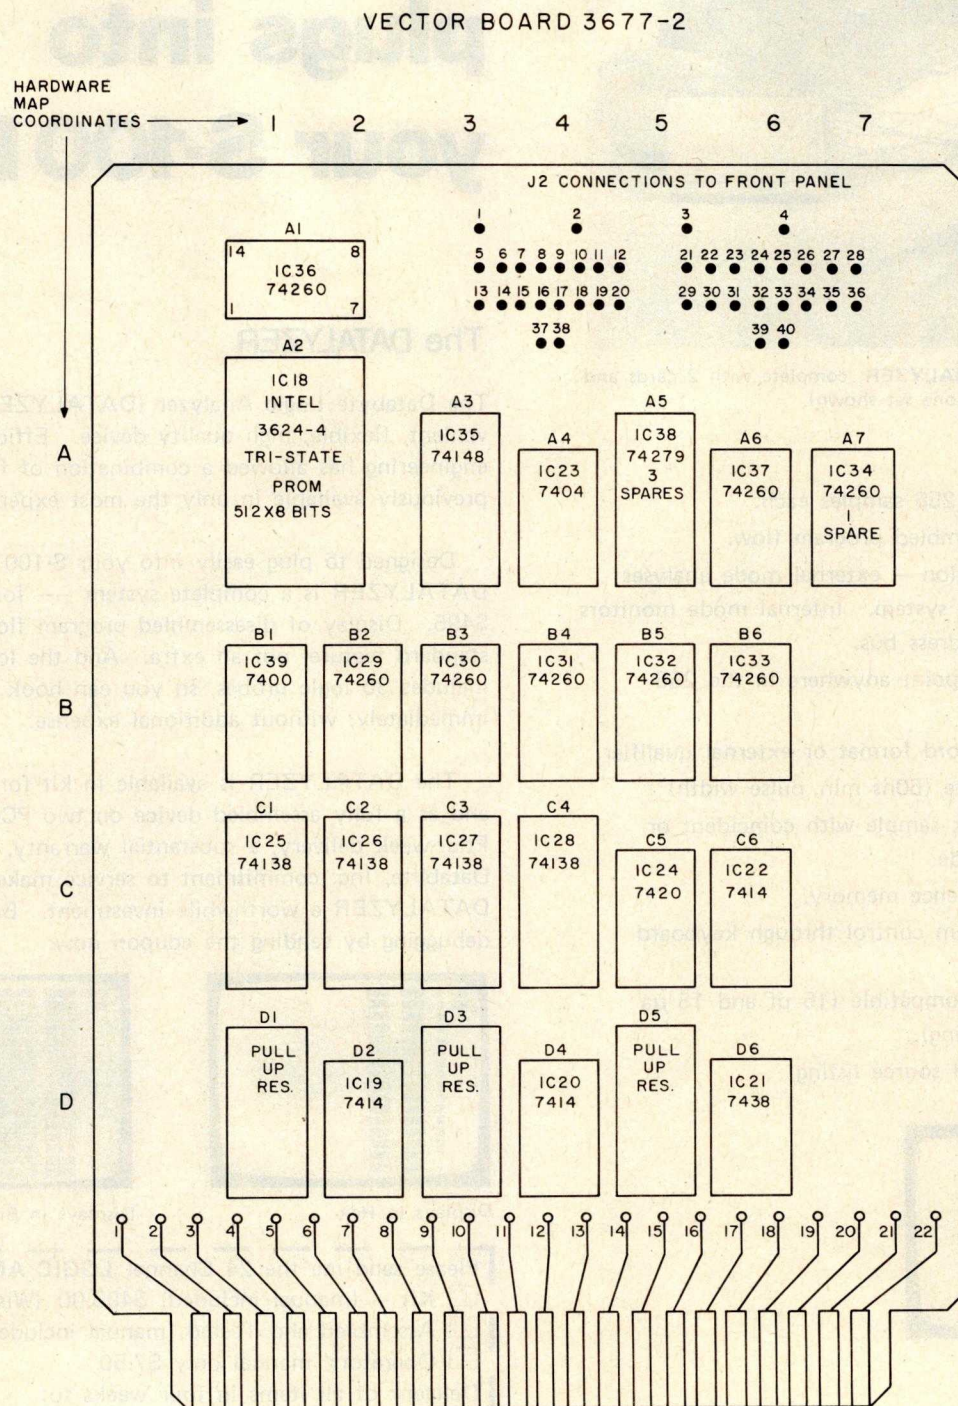 VECTOR BOARD 3677-2
HARDWARE
MAP
COORDINATES
1 2 3 4 5 6 7
J2 CONNECTIONS TO FRONT PANEL
1 2 3 4
5 6 7 8 9 10 11 12 21 22 23 24 25 26 27 28
13 14 15 16 17 18 19 20 29 30 31 32 33 34 35 36
37 38 39 40
A1
14 8
IC36
74260
1 7
A
A2
IC18
INTEL
3624-4
TRI-STATE
PROM
512X8 BITS
A3
IC35
74148
A4
IC23
7404
A5
IC38
74279
3
SPARES
A6
IC37
74260
A7
IC34
74260
1
SPARE
B
B1
IC39
7400
B2
IC29
74260
B3
IC30
74260
B4
IC31
74260
B5
IC32
74260
B6
IC33
74260
C
C1
IC25
74138
C2
IC26
74138
C3
IC27
74138
C4
IC28
74138
C5
IC24
7420
C6
IC22
7414
D
D1
PULL
UP
RES.
D2
IC19
7414
D3
PULL
UP
RES.
D4
IC20
7414
D5
PULL
UP
RES.
D6
IC21
7438
1 2 3 4 5 6 7 8 9 10 11 12 13 14 15 16 17 18 19 20 21 22